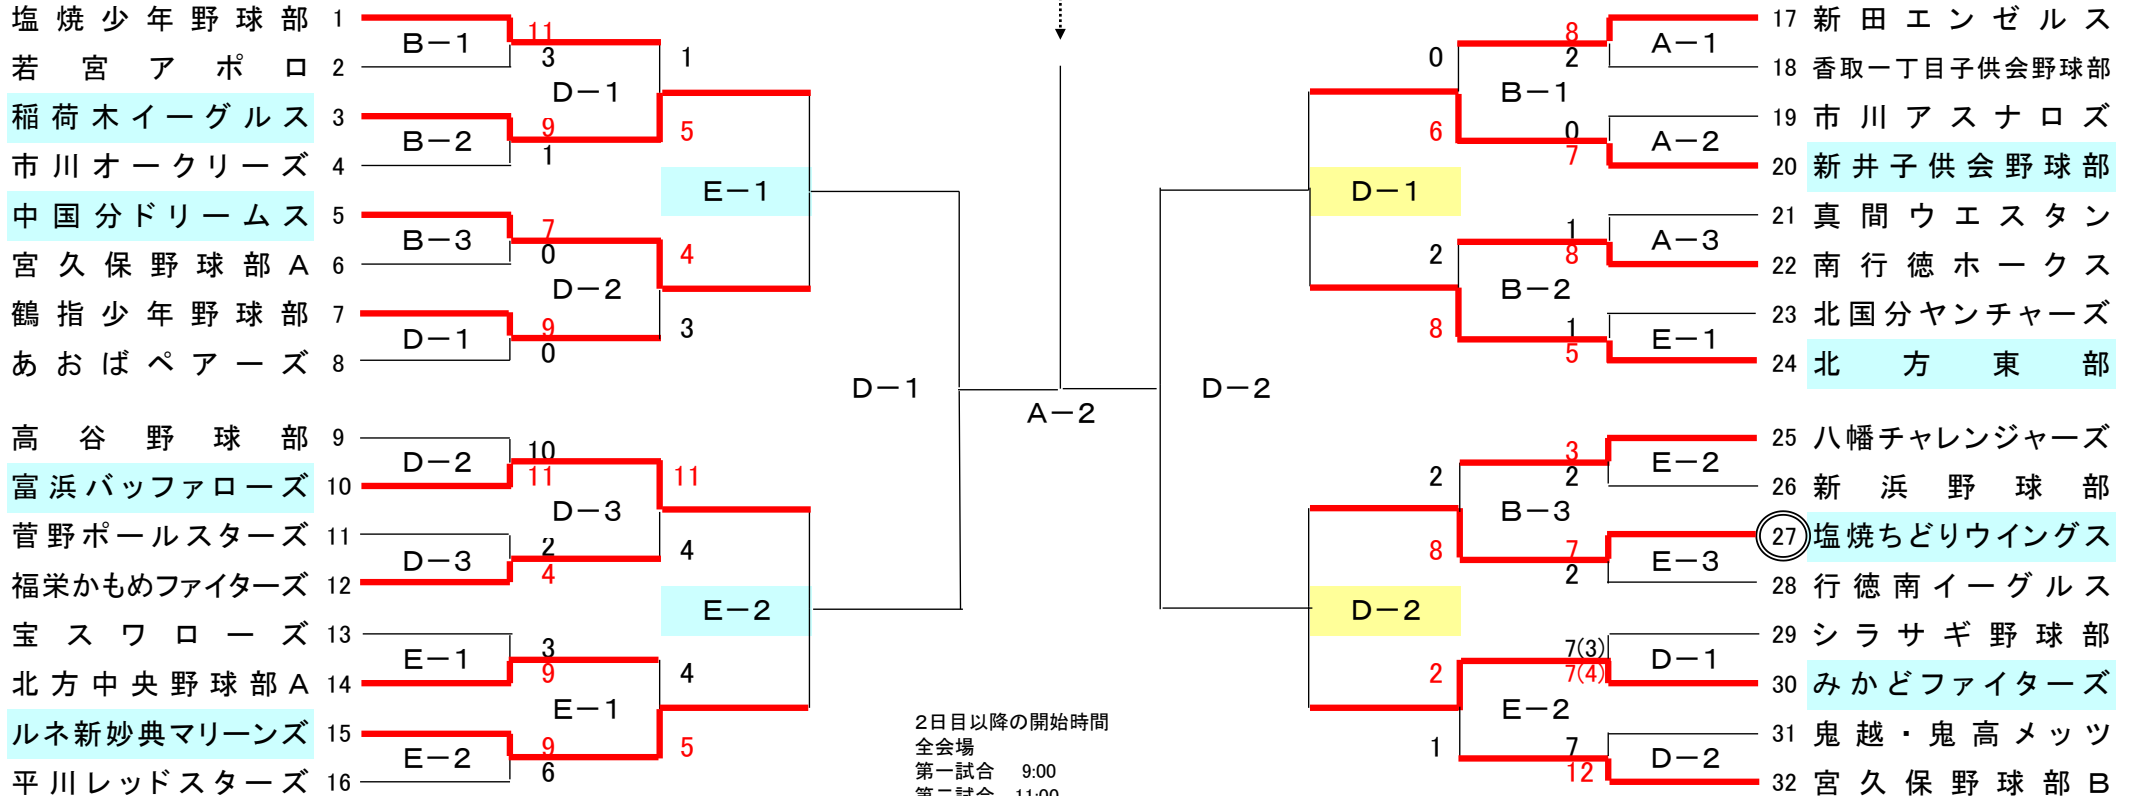 塩焼少年野球部 1
若宮アポロ 2
稲荷木イーグルス 3
市川オークリーズ 4
中国分ドリームス 5
宮久保野球部A 6
鶴指少年野球部 7
あおばペアーズ 8
高谷野球部 9
富浜バッファローズ 10
菅野ポールスターズ 11
福栄かもめファイターズ 12
宝スワローズ 13
北方中央野球部A 14
ルネ新妙典マリーンズ 15
平川レッドスターズ 16
B-1
11
3
B-2
9
1
B-3
7
0
D-1
9
0
D-2
10
11
D-3
2
4
E-1
3
9
E-2
9
6
D-1
1
5
D-2
4
3
D-3
11
4
E-1
4
5
E-1
E-2
D-1
A-2
D-2
D-1
D-2
0
B-1
6
2
B-2
8
2
B-3
8
2
E-2
1
8
2
A-1
0
7
A-2
1
8
A-3
1
5
E-1
3
2
E-2
7
2
E-3
7(3)
7(4)
D-1
7
12
D-2
17 新田エンゼルス
18 香取一丁目子供会野球部
19 市川アスナロズ
20 新井子供会野球部
21 真間ウエスタン
22 南行徳ホークス
23 北国分ヤンチャーズ
24 北方東部
25 八幡チャレンジャーズ
26 新浜野球部
27 塩焼ちどりウイングス
28 行徳南イーグルス
29 シラサギ野球部
30 みかどファイターズ
31 鬼越・鬼高メッツ
32 宮久保野球部B
2日目以降の開始時間
全会場
第一試合 9:00
第二試合 11:00